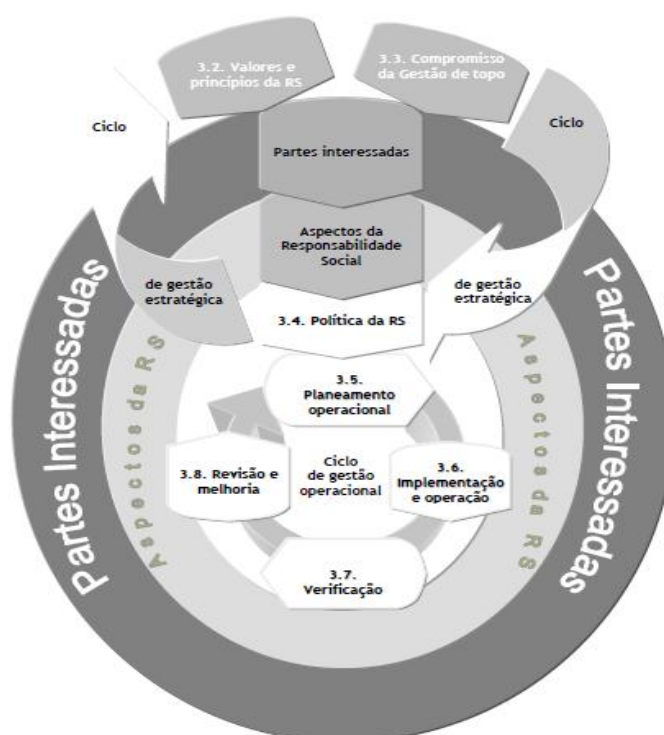 3.2. Valores e
princípios da RS
3.3. Compromisso
da Gestão de topo
Ciclo
Ciclo
Partes interessadas
Aspectos da
Responsabilidade
Social
de gestão
estratégica
de gestão
estratégica
3.4. Política da RS
Partes Interessadas
Partes Interessadas
Aspectos da RS
Aspectos da RS
3.5.
Planeamento
operacional
3.8. Revisão e
melhoria
Ciclo
de gestão
operacional
3.6.
Implementação
e operação
3.7.
Verificação